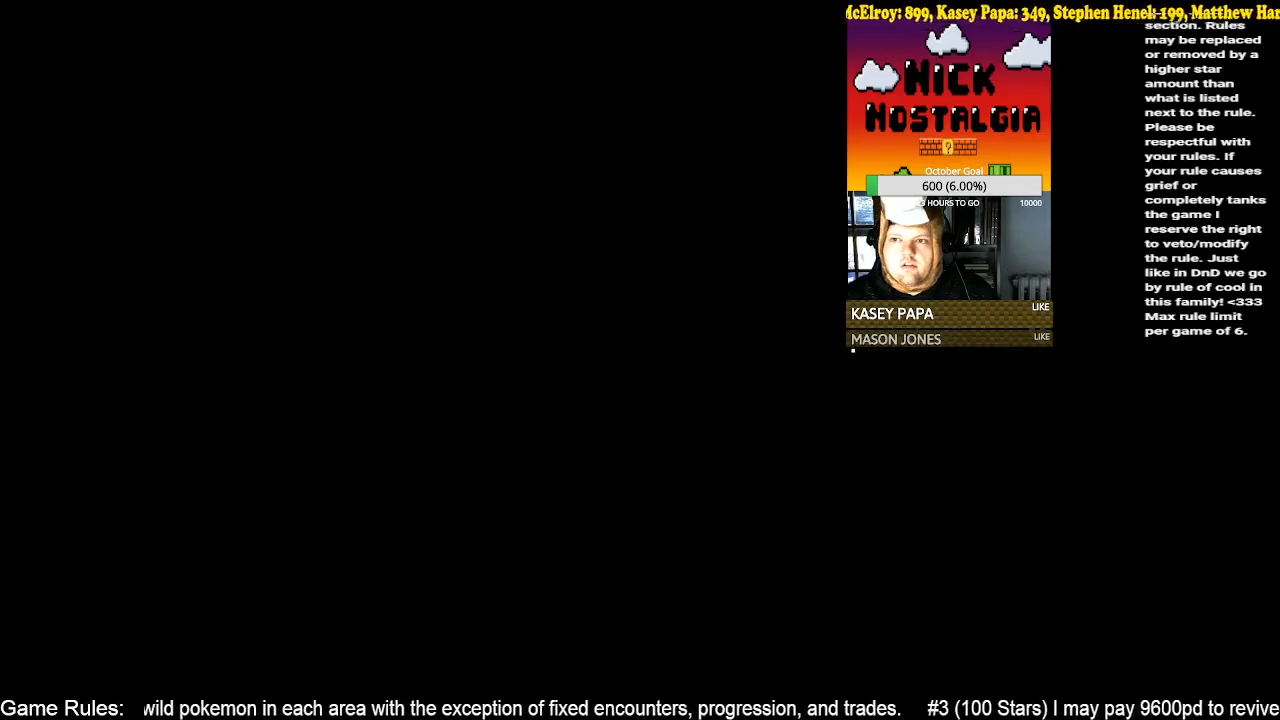 McElroy: 899, Kasey Papa: 349, Stephen Henel: 199, Matthew Har
NICK
NOSTALGIA
?
October Goal
600 (6.00%)
HOURS TO GO
10000
KASEY PAPA
LIKE
MASON JONES
LIKE
section. Rules
may be replaced
or removed by a
higher star
amount than
what is listed
next to the rule.
Please be
respectful with
your rules. If
your rule causes
grief or
completely tanks
the game I
reserve the right
to veto/modify
the rule. Just
like in DnD we go
by rule of cool in
this family! <333
Max rule limit
per game of 6.
Game Rules: wild pokemon in each area with the exception of fixed encounters, progression, and trades. #3 (100 Stars) I may pay 9600pd to revive